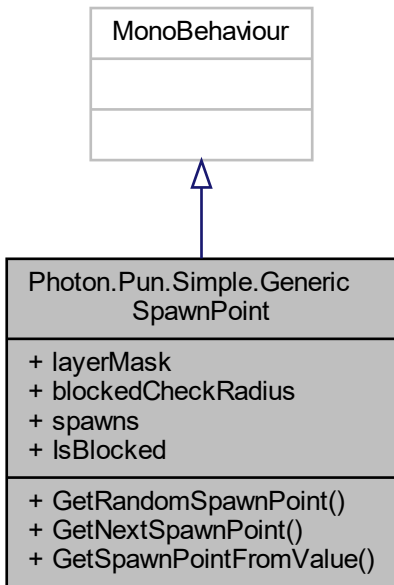 MonoBehaviour
Photon.Pun.Simple.Generic
SpawnPoint
+ layerMask
+ blockedCheckRadius
+ spawns
+ IsBlocked
+ GetRandomSpawnPoint()
+ GetNextSpawnPoint()
+ GetSpawnPointFromValue()